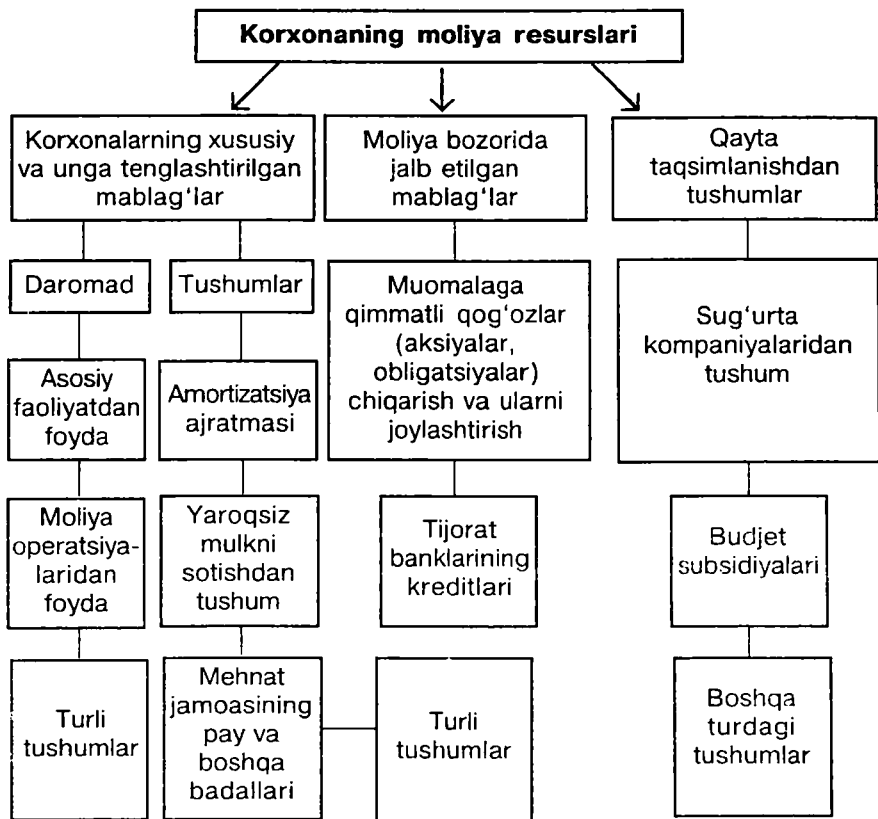 Korxonaning moliya resurslari
Korxonalarning xususiy
va unga tenglashtirilgan
mablag‘lar
Moliya bozorida
jalb etilgan
mablag‘lar
Qayta
taqsimlanishdan
tushumlar
Daromad
Tushumlar
Muomalaga
qimmatli qog‘ozlar
(aksiyalar,
obligatsiyalar)
chiqarish va ularni
joylashtirish
Sug‘urta
kompaniyalaridan
tushum
Asosiy
faoliyatdan
foyda
Amortizatsiya
ajratmasi
Moliya
operatsiya-
laridan
foyda
Yaroqsiz
mulkni
sotishdan
tushum
Tijorat
banklarining
kreditlari
Budjet
subsidiyalari
Turli
tushumlar
Mehnat
jamoasining
pay va
boshqa
badallari
Turli
tushumlar
Boshqa
turdagi
tushumlar